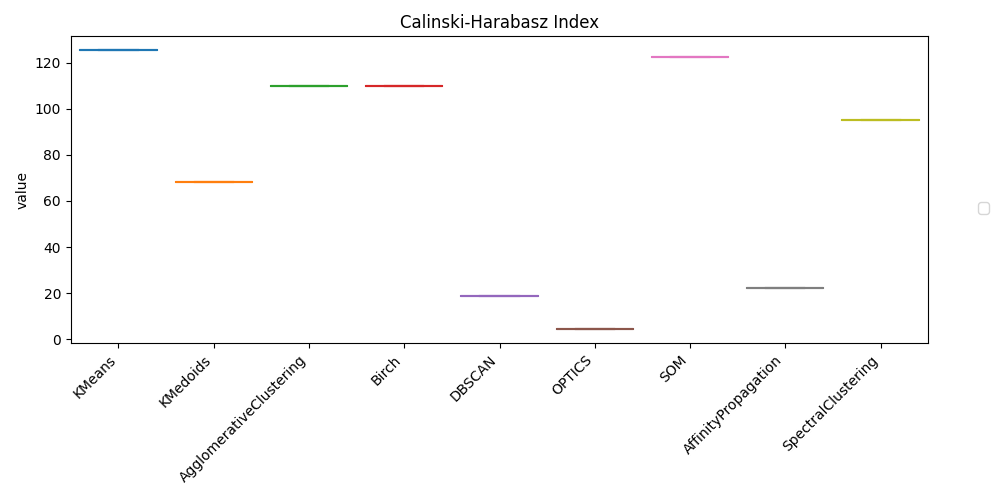 Calinski-Harabasz Index
value
120
100
80
60
40
20
0
KMeans
KMedoids
AgglomerativeClustering
Birch
DBSCAN
OPTICS
SOM
AffinityPropagation
SpectralClustering